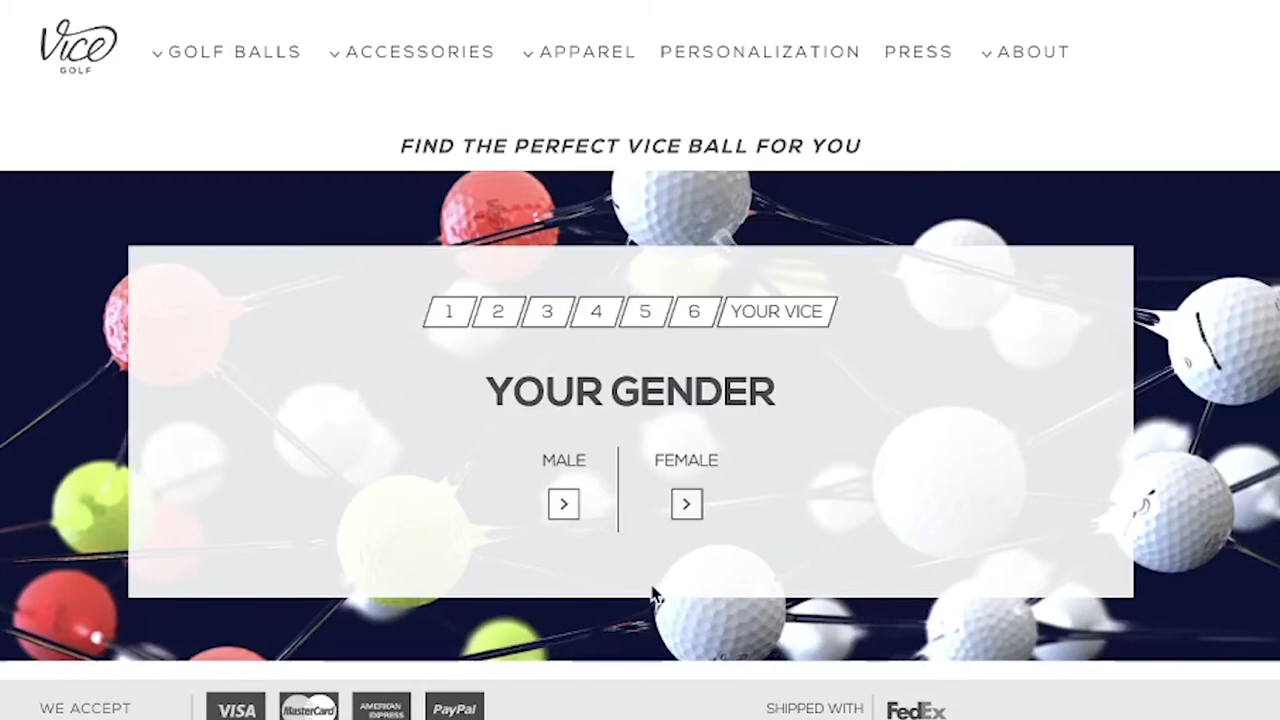 Vice
GOLF
GOLF BALLS
ACCESSORIES
APPAREL
PERSONALIZATION
PRESS
ABOUT
FIND THE PERFECT VICE BALL FOR YOU
1 2 3 4 5 6 YOUR VICE
YOUR GENDER
MALE
FEMALE
WE ACCEPT
VISA
MasterCard
AMERICAN
EXPRESS
PayPal
SHIPPED WITH
FedEx